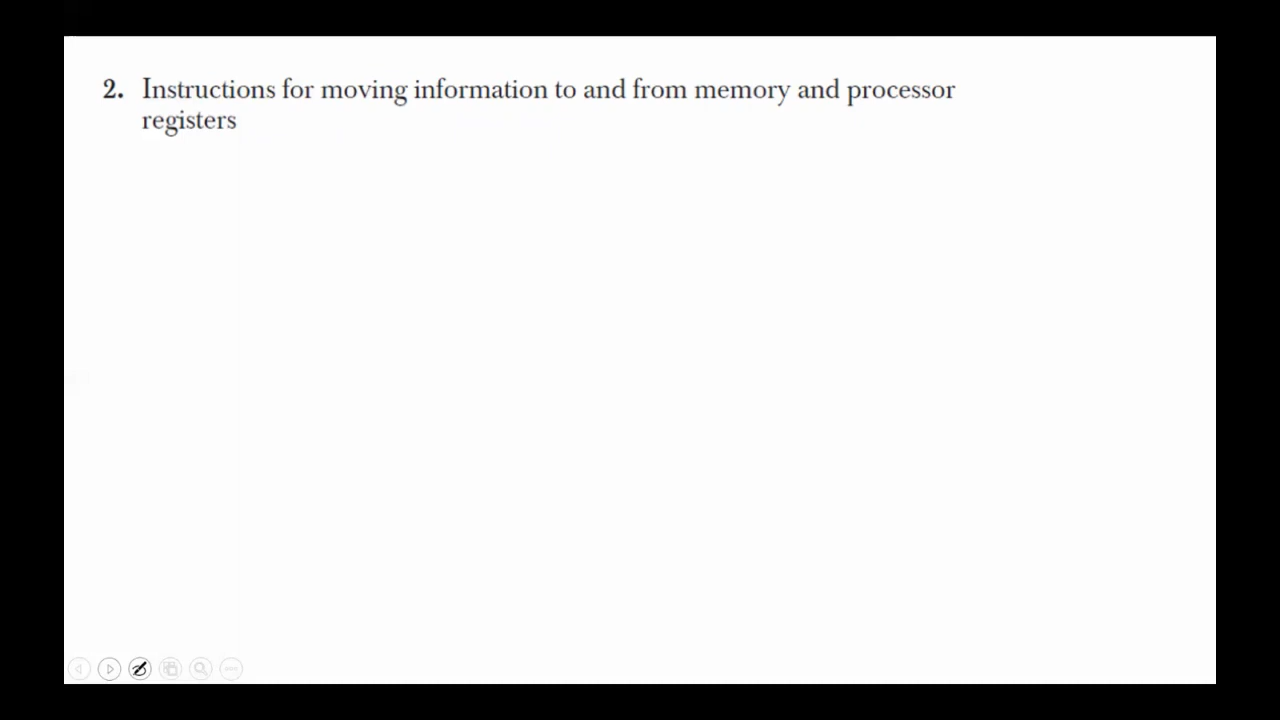 2. Instructions for moving information to and from memory and processor
registers